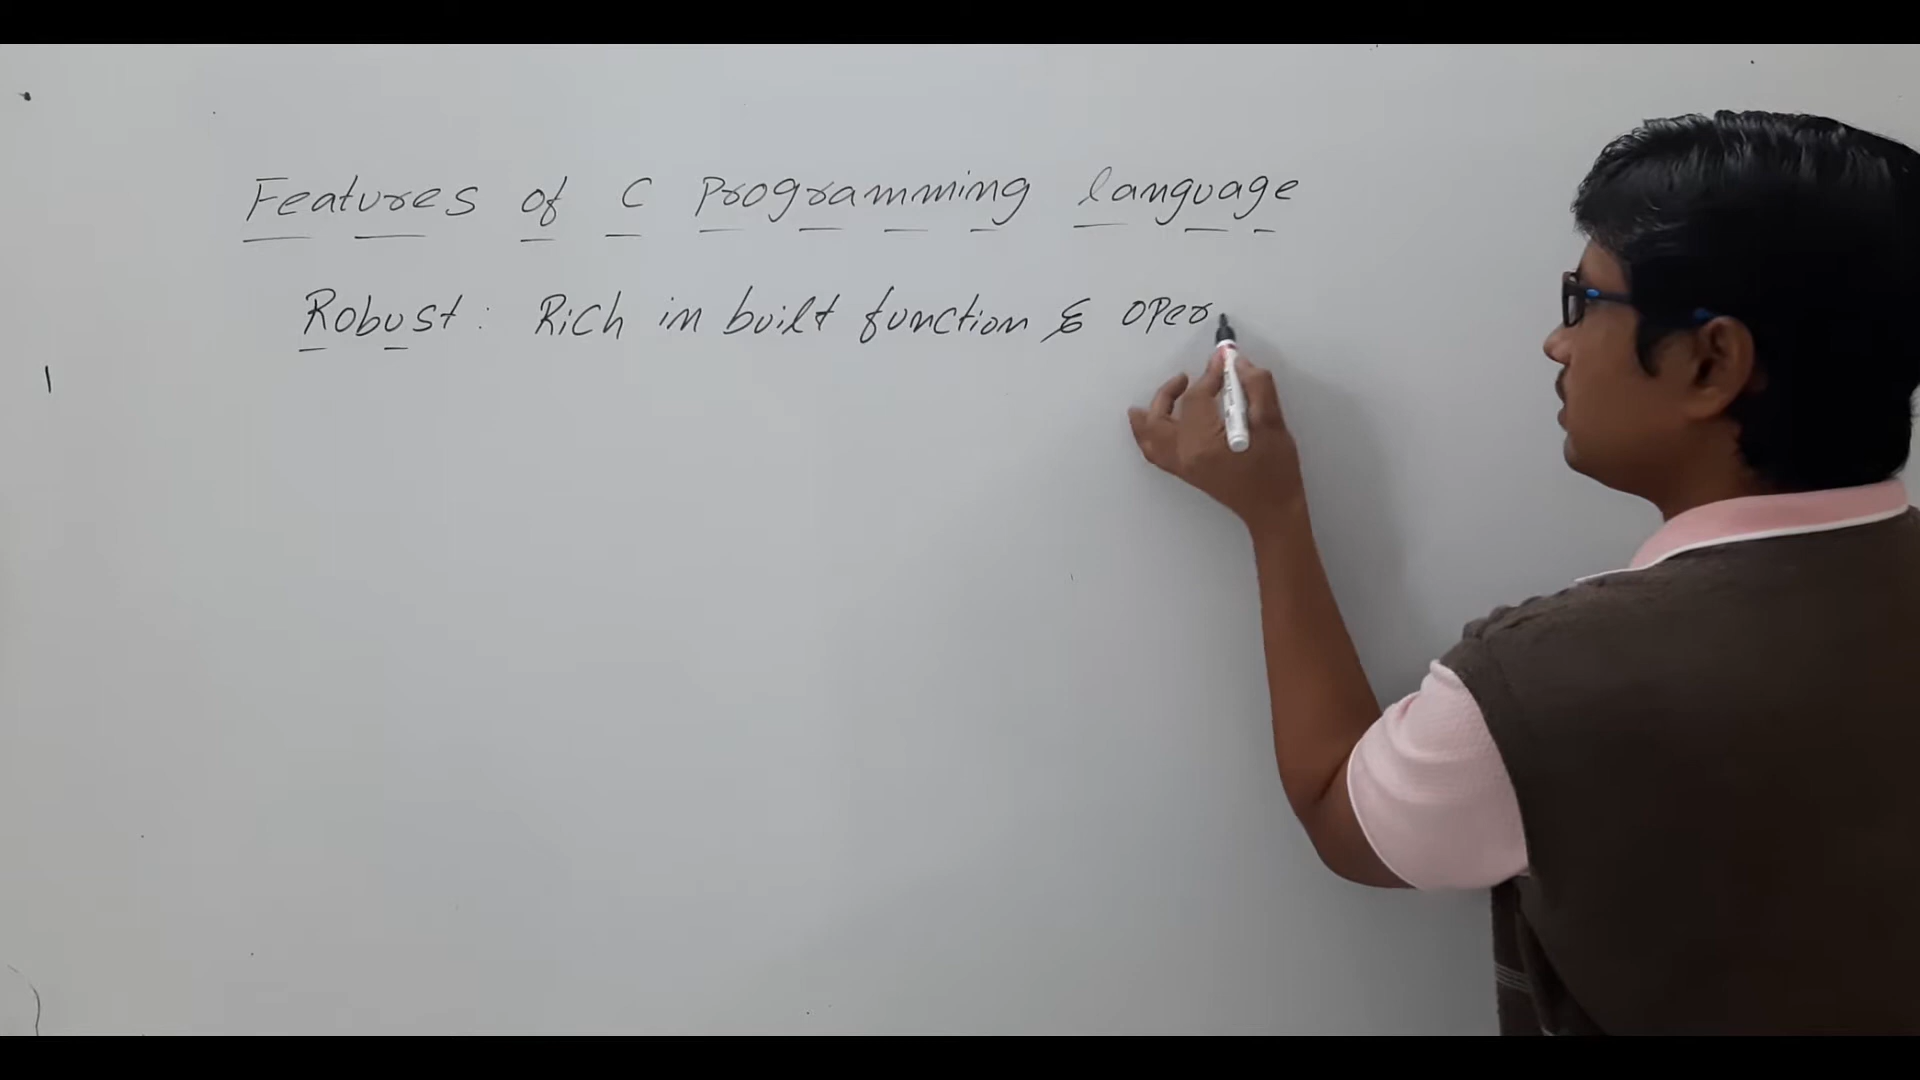 Features of C Programming language
Robust: Rich in built function & oper